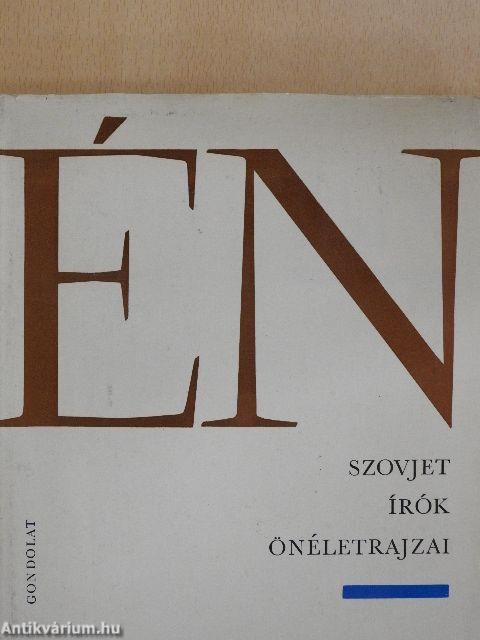 ÉN
SZOVJET
ÍRÓK
ÖNÉLETRAJZAI
GONDOLAT
Antikvárium.hu